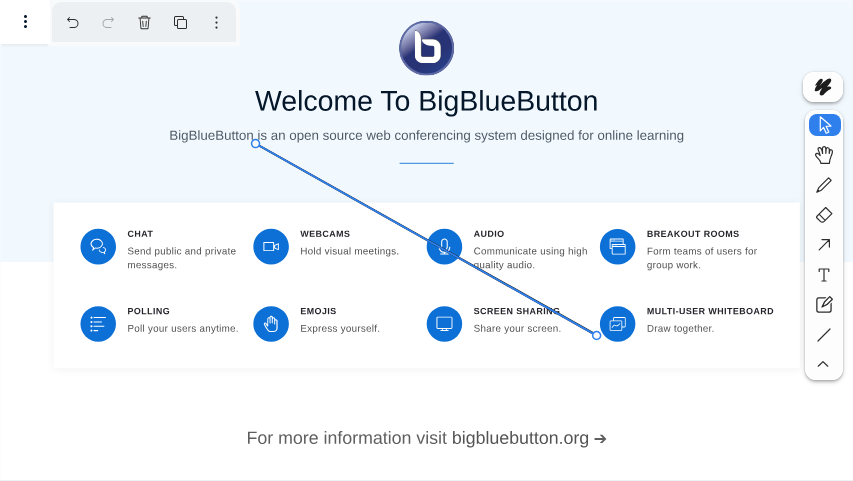 Welcome To BigBlueButton
BigBlueButton is an open source web conferencing system designed for online learning
CHAT
Send public and private
messages.
WEBCAMS
Hold visual meetings.
AUDIO
Communicate using high
quality audio.
BREAKOUT ROOMS
Form teams of users for
group work.
POLLING
Poll your users anytime.
EMOJIS
Express yourself.
SCREEN SHARING
Share your screen.
MULTI-USER WHITEBOARD
Draw together.
For more information visit bigbluebutton.org ➔